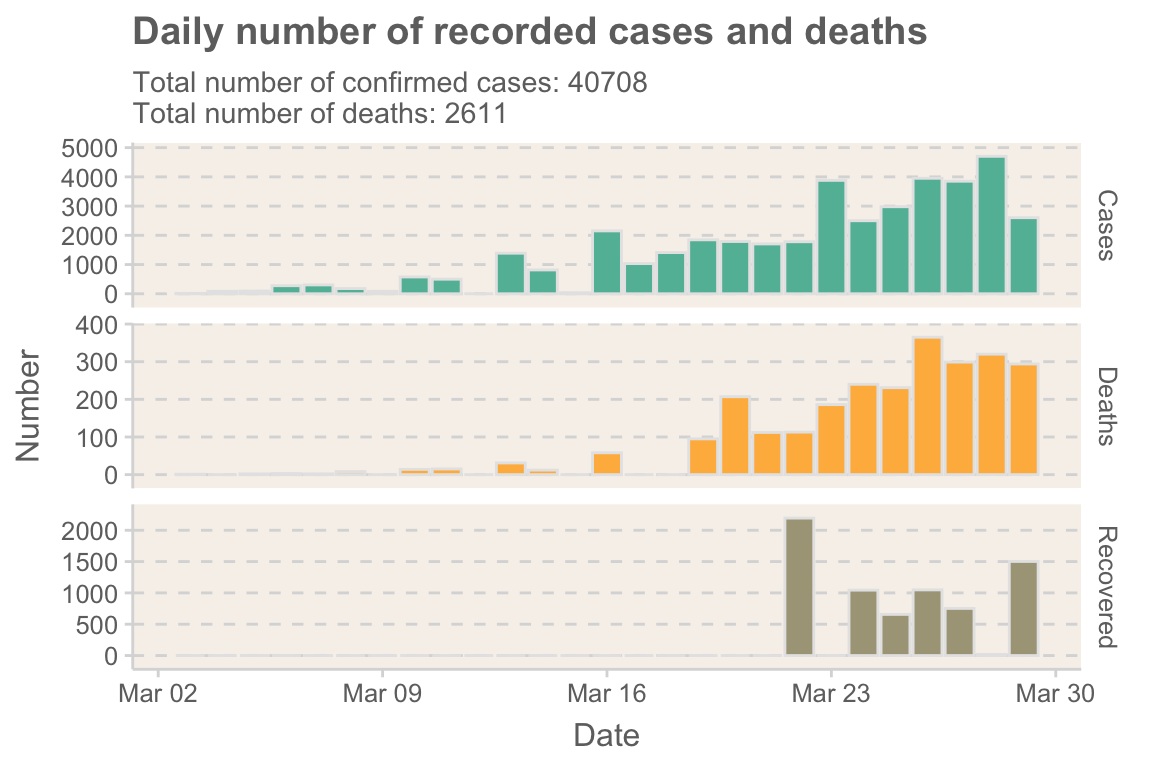 Daily number of recorded cases and deaths
Total number of confirmed cases: 40708
Total number of deaths: 2611
5000
4000
3000
2000
1000
0
Cases
400
300
200
100
0
Deaths
Number
2000
1500
1000
500
0
Recovered
Mar 02
Mar 09
Mar 16
Mar 23
Mar 30
Date